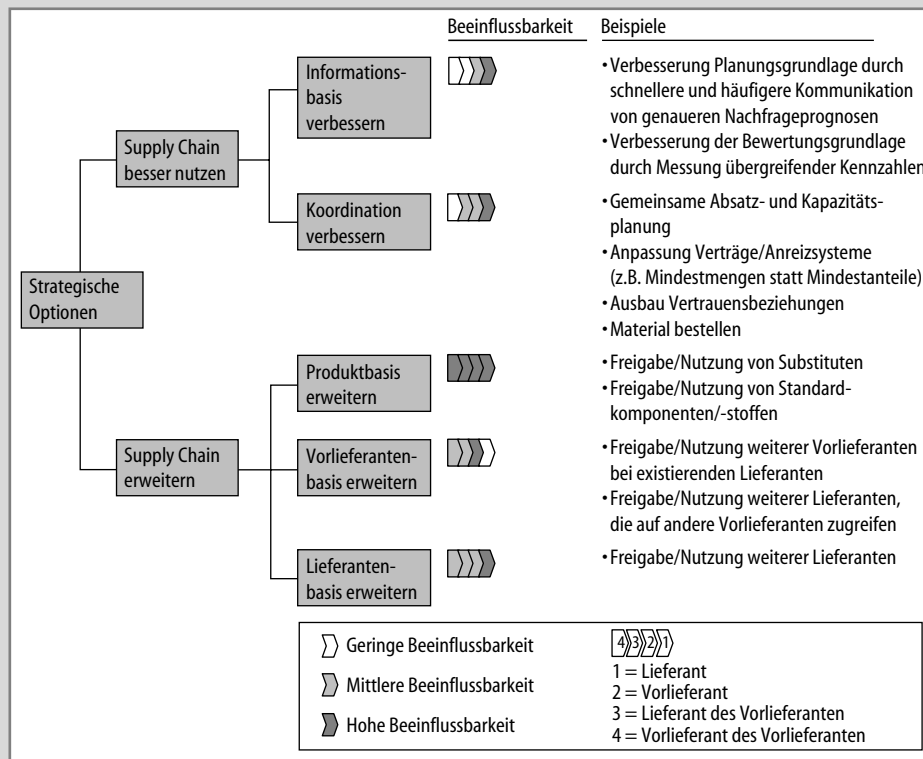 Beeinflussbarkeit
Beispiele
Strategische
Optionen
Supply Chain
besser nutzen
Informations-
basis
verbessern
• Verbesserung Planungsgrundlage durch
schnellere und häufigere Kommunikation
von genaueren Nachfrageprognosen
• Verbesserung der Bewertungsgrundlage
durch Messung übergreifender Kennzahlen
Koordination
verbessern
• Gemeinsame Absatz- und Kapazitäts-
planung
• Anpassung Verträge/Anreizsysteme
(z.B. Mindestmengen statt Mindestanteile)
• Ausbau Vertrauensbeziehungen
• Material bestellen
Supply Chain
erweitern
Produktbasis
erweitern
• Freigabe/Nutzung von Substituten
• Freigabe/Nutzung von Standard-
komponenten/-stoffen
Vorlieferanten-
basis erweitern
• Freigabe/Nutzung weiterer Vorlieferanten
bei existierenden Lieferanten
• Freigabe/Nutzung weiterer Lieferanten,
die auf andere Vorlieferanten zugreifen
Lieferanten-
basis erweitern
• Freigabe/Nutzung weiterer Lieferanten
Geringe Beeinflussbarkeit
Mittlere Beeinflussbarkeit
Hohe Beeinflussbarkeit
4 3 2 1
1 = Lieferant
2 = Vorlieferant
3 = Lieferant des Vorlieferanten
4 = Vorlieferant des Vorlieferanten